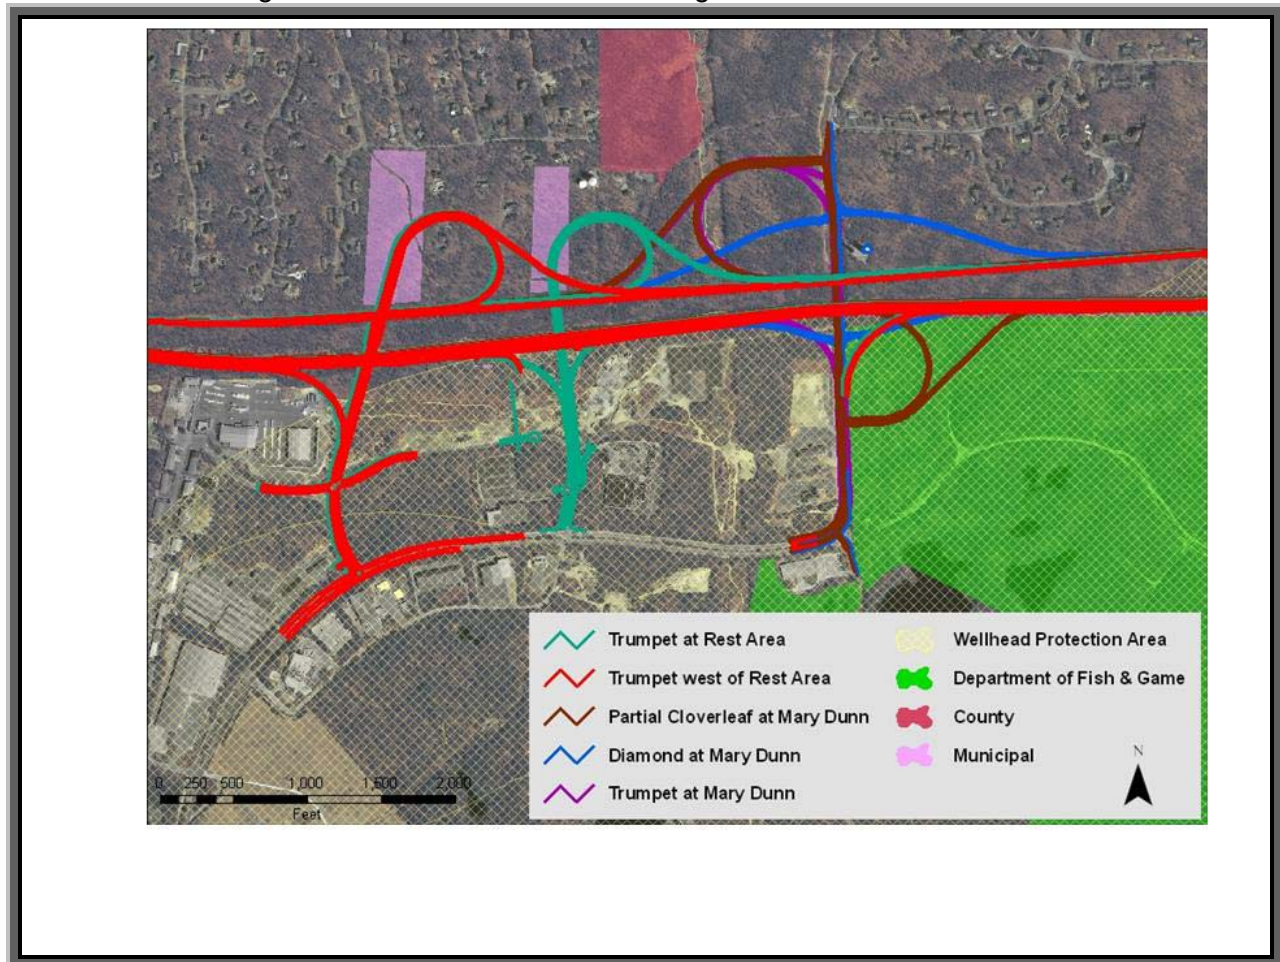 Trumpet at Rest Area
Trumpet west of Rest Area
Partial Cloverleaf at Mary Dunn
Diamond at Mary Dunn
Trumpet at Mary Dunn
Wellhead Protection Area
Department of Fish & Game
County
Municipal
N
0 250 500 1,000 1,500 2,000
Feet